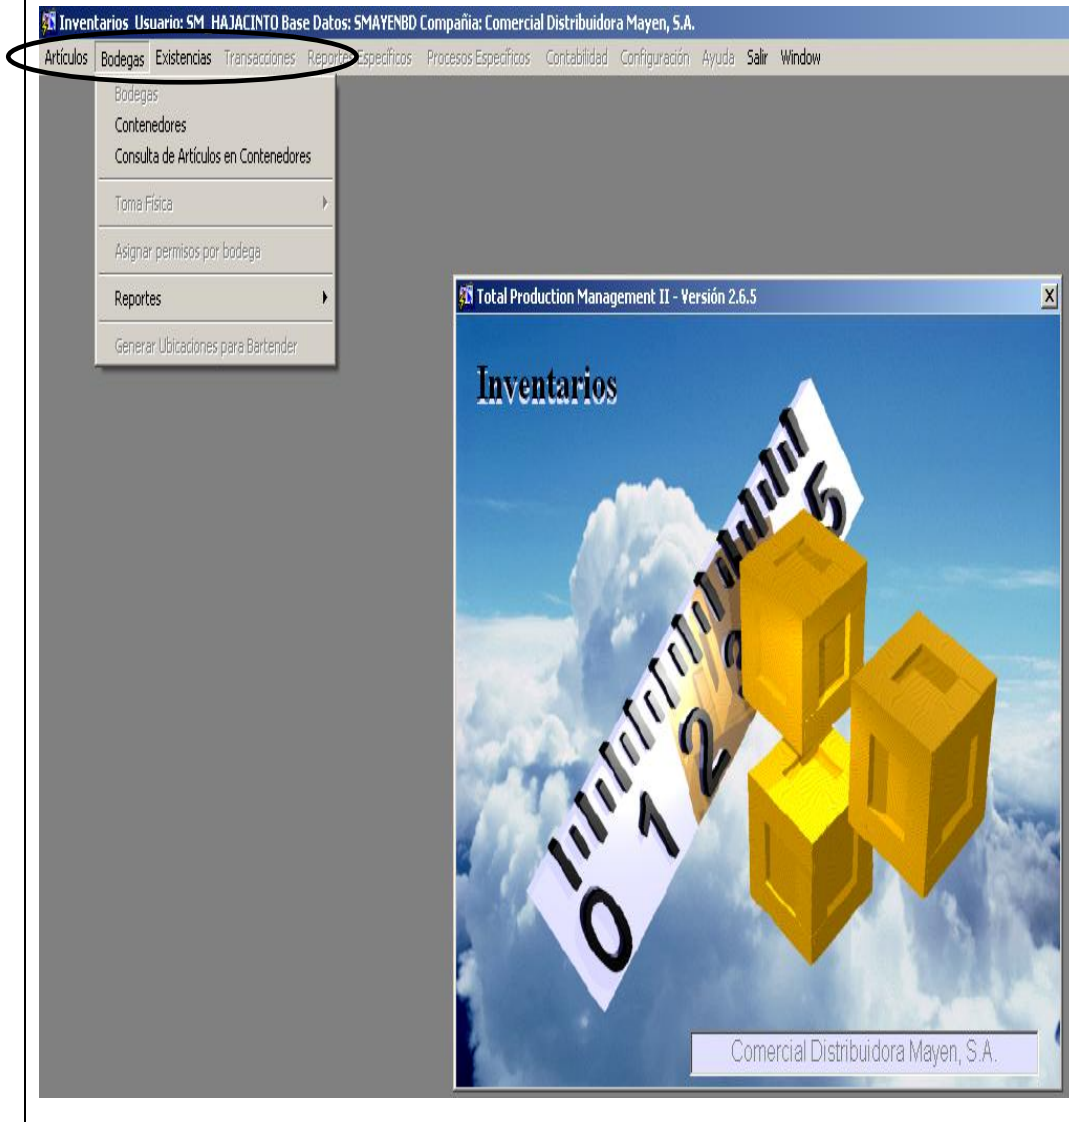 Inventarios Usuario: SM_HAJACINTO Base Datos: SMAYENBD Compañia: Comercial Distribuidora Mayen, S.A.
Artículos Bodegas Existencias Transacciones Reportes Específicos Procesos Específicos Contabilidad Configuración Ayuda Salir Window
Bodegas
Contenedores
Consulta de Artículos en Contenedores
Toma Física
Asignar permisos por bodega
Reportes
Generar Ubicaciones para Bartender
Total Production Management II - Versión 2.6.5
Inventarios
0 1 2 3 5
Comercial Distribuidora Mayen, S.A.